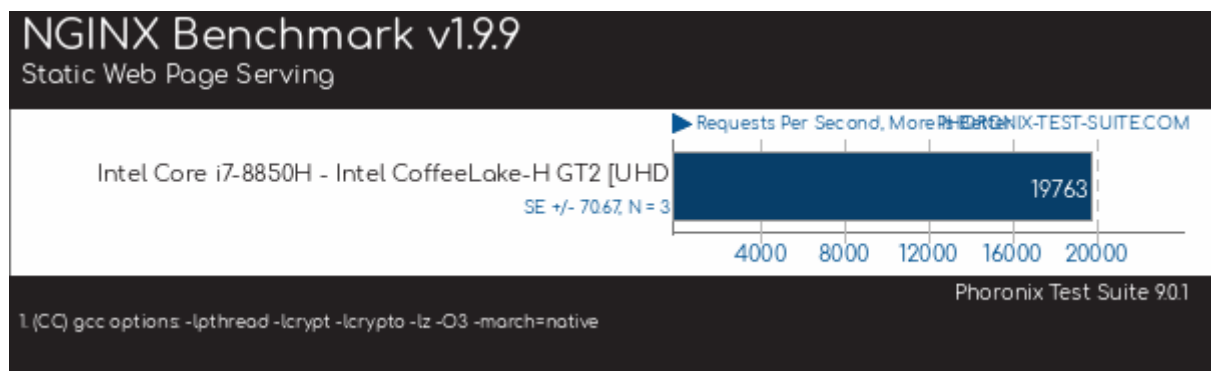 NGINX Benchmark v1.9.9
Static Web Page Serving
Requests Per Second, More Is Better
PHORONIX-TEST-SUITE.COM
Intel Core i7-8850H - Intel CoffeeLake-H GT2 [UHD
19763
SE +/- 70.67, N = 3
4000 8000 12000 16000 20000
Phoronix Test Suite 9.0.1
1. (CC) gcc options: -lpthread -lcrypt -lcrypto -lz -O3 -march=native